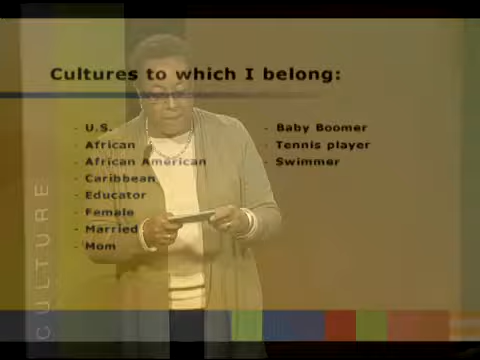 Cultures to which I belong:
- U.S.
- African
- African American
- Caribbean
- Educator
- Female
- Married
- Mom
- Baby Boomer
- Tennis player
- Swimmer
CULTURE